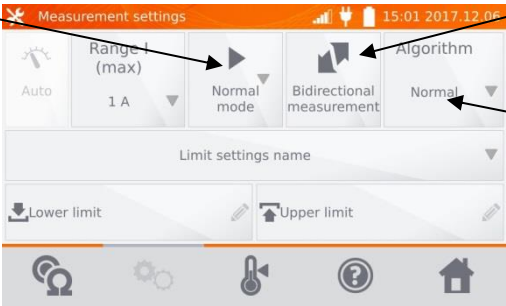 Measurement settings
15:01 2017.12.06
Auto
Range I
(max)
1 A
Normal
mode
Bidirectional
measurement
Algorithm
Normal
Limit settings name
Lower limit
Upper limit
Ω
?